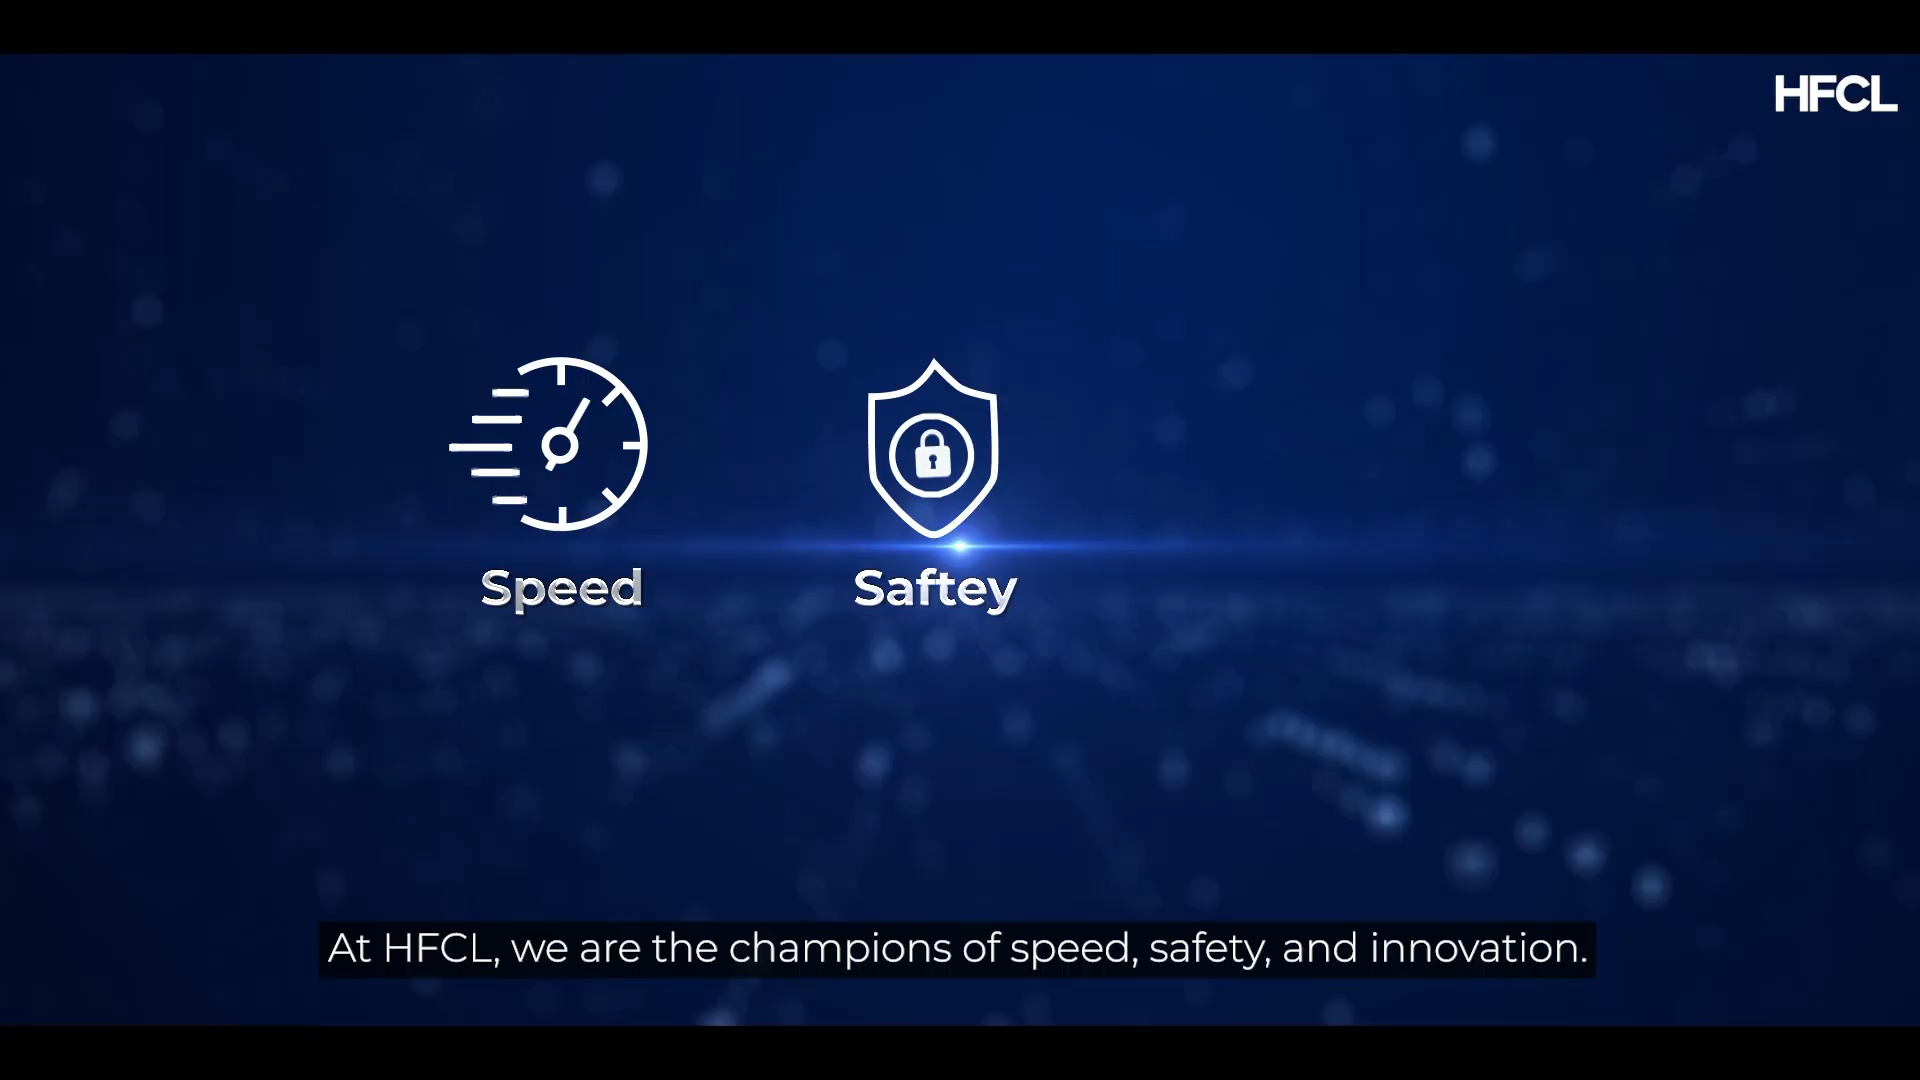 HFCL
Speed
Saftey
At HFCL, we are the champions of speed, safety, and innovation.